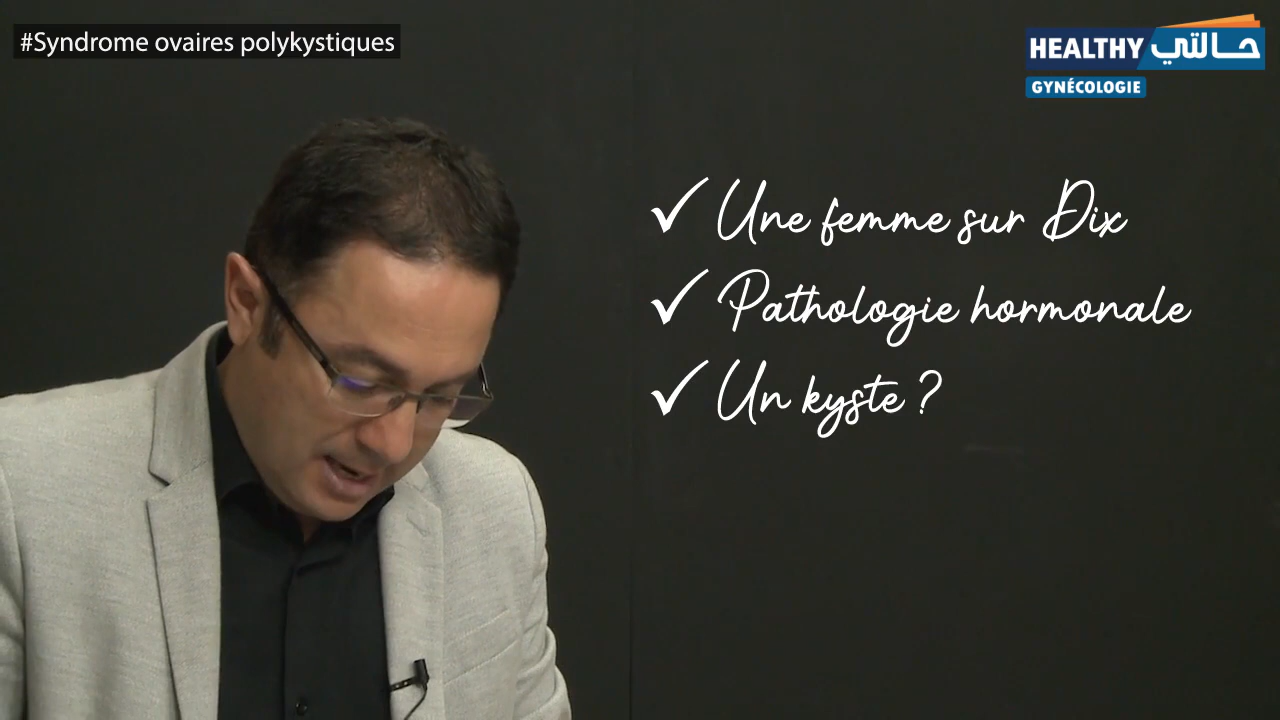 #Syndrome ovaires polykystiques
HEALTHY حالتي
GYNÉCOLOGIE
✓ Une femme sur Dix
✓ Pathologie hormonale
✓ Un kyste ?